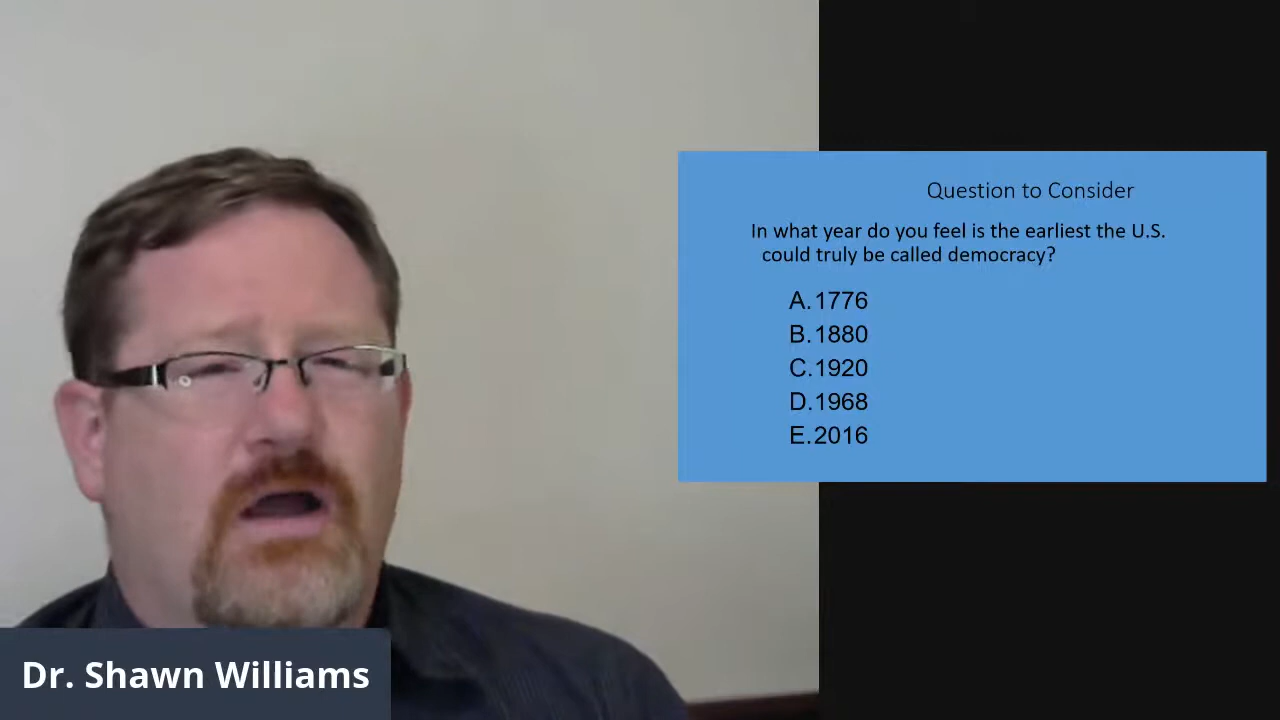 Question to Consider
In what year do you feel is the earliest the U.S.
could truly be called democracy?
A.1776
B.1880
C.1920
D.1968
E.2016
Dr. Shawn Williams